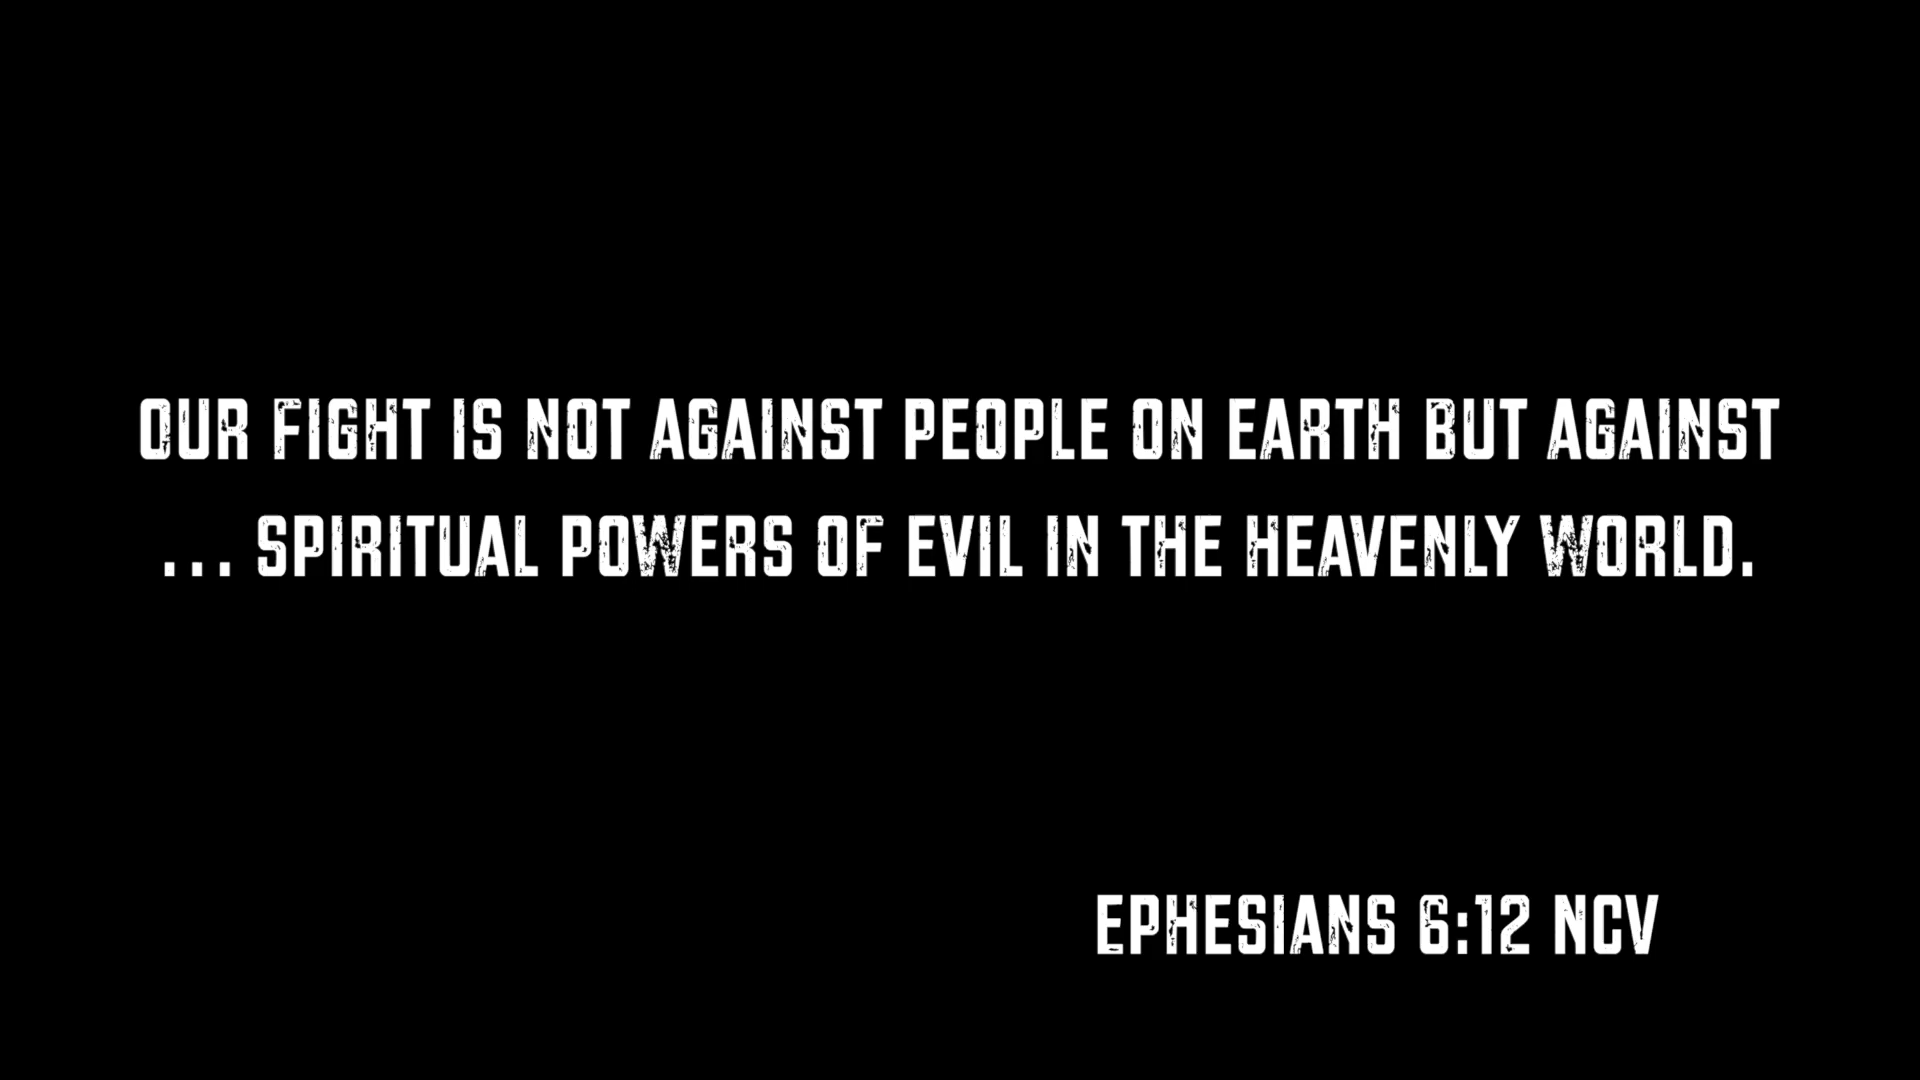 OUR FIGHT IS NOT AGAINST PEOPLE ON EARTH BUT AGAINST
... SPIRITUAL POWERS OF EVIL IN THE HEAVENLY WORLD.
EPHESIANS 6:12 NCV